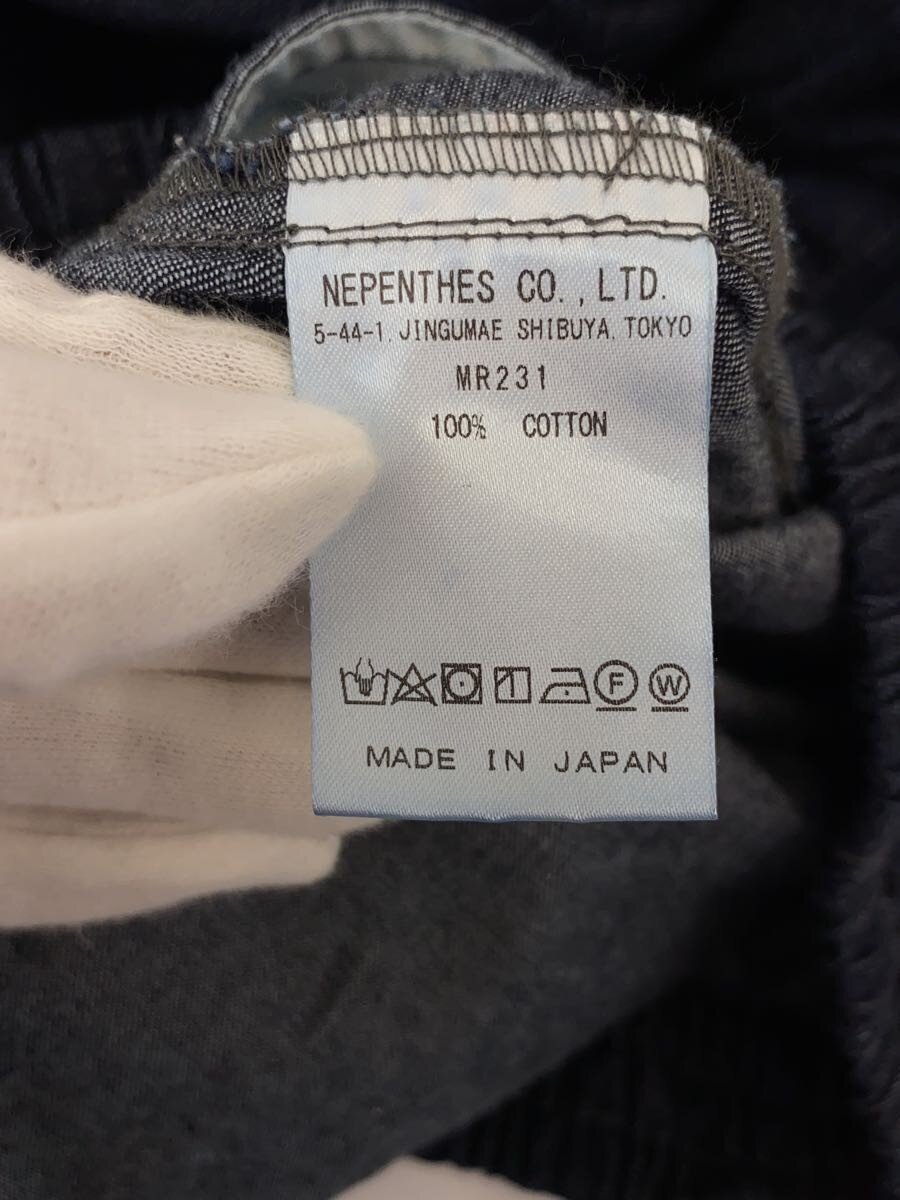 NEPENTHES CO., LTD.
5-44-1, JINGUMAE SHIBUYA, TOKYO
MR231
100% COTTON
F W
MADE IN JAPAN